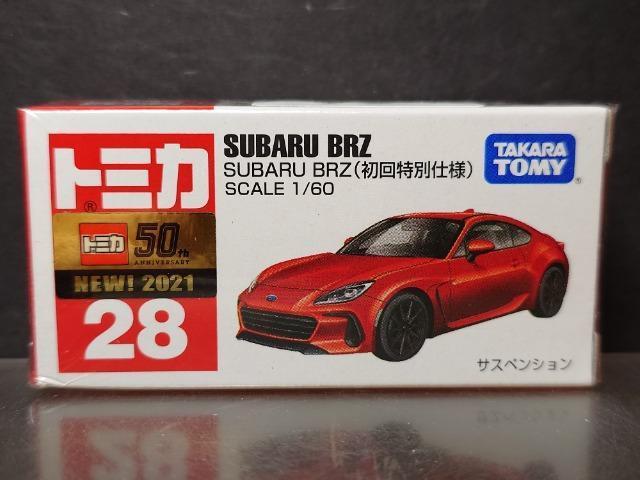 トミカ
®
トミカ 50th
ANNIVERSARY
NEW! 2021
28
SUBARU BRZ
SUBARU BRZ(初回特別仕様)
SCALE 1/60
TAKARA
TOMY
サスペンション